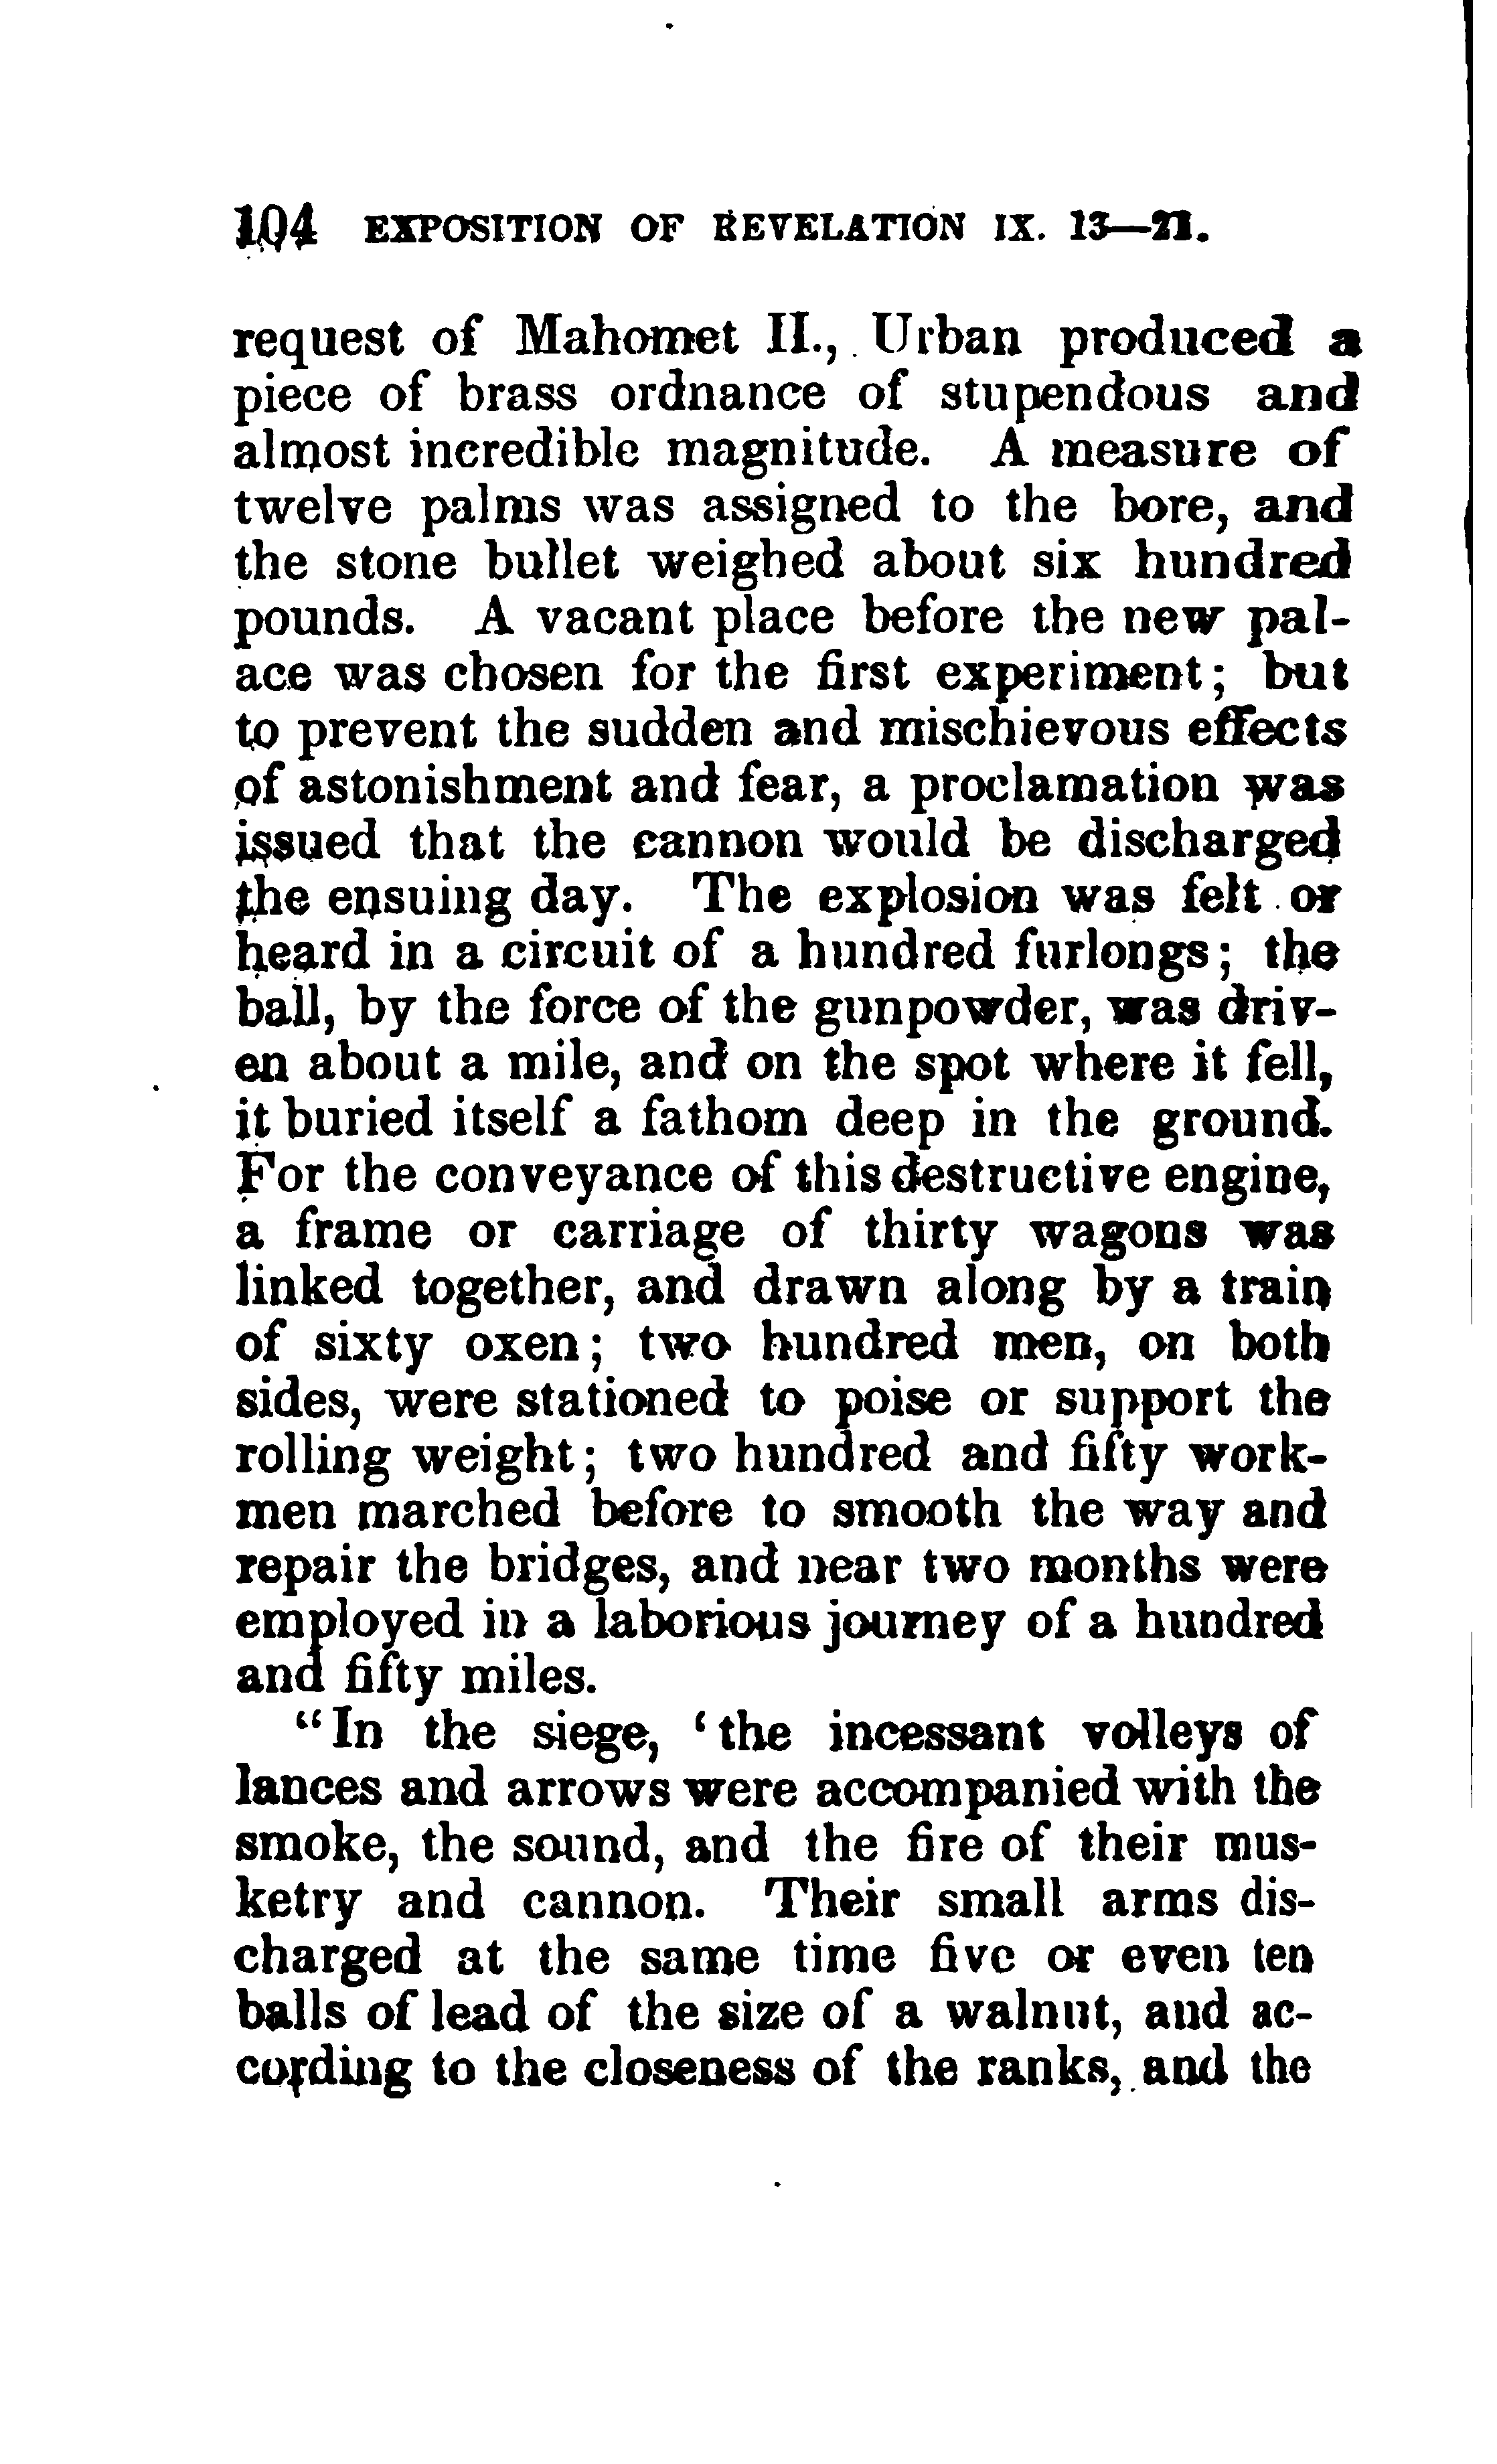 104 EXPOSITION OF REVELATION IX. 13—21.
request of Mahomet II., Urban produced a
piece of brass ordnance of stupendous and
almost incredible magnitude. A measure of
twelve palms was assigned to the bore, and
the stone bullet weighed about six hundred
pounds. A vacant place before the new pal-
ace was chosen for the first experiment; but
to prevent the sudden and mischievous effects
of astonishment and fear, a proclamation was
issued that the cannon would be discharged
the ensuing day. The explosion was felt or
heard in a circuit of a hundred furlongs; the
ball, by the force of the gunpowder, was driv-
en about a mile, and on the spot where it fell,
it buried itself a fathom deep in the ground.
For the conveyance of this destructive engine,
a frame or carriage of thirty wagons was
linked together, and drawn along by a train
of sixty oxen; two hundred men, on both
sides, were stationed to poise or support the
rolling weight; two hundred and fifty work-
men marched before to smooth the way and
repair the bridges, and near two months were
employed in a laborious journey of a hundred
and fifty miles.
“In the siege, ‘the incessant volleys of
lances and arrows were accompanied with the
smoke, the sound, and the fire of their mus-
ketry and cannon. Their small arms dis-
charged at the same time five or even ten
balls of lead of the size of a walnut, and ac-
cording to the closeness of the ranks, and the